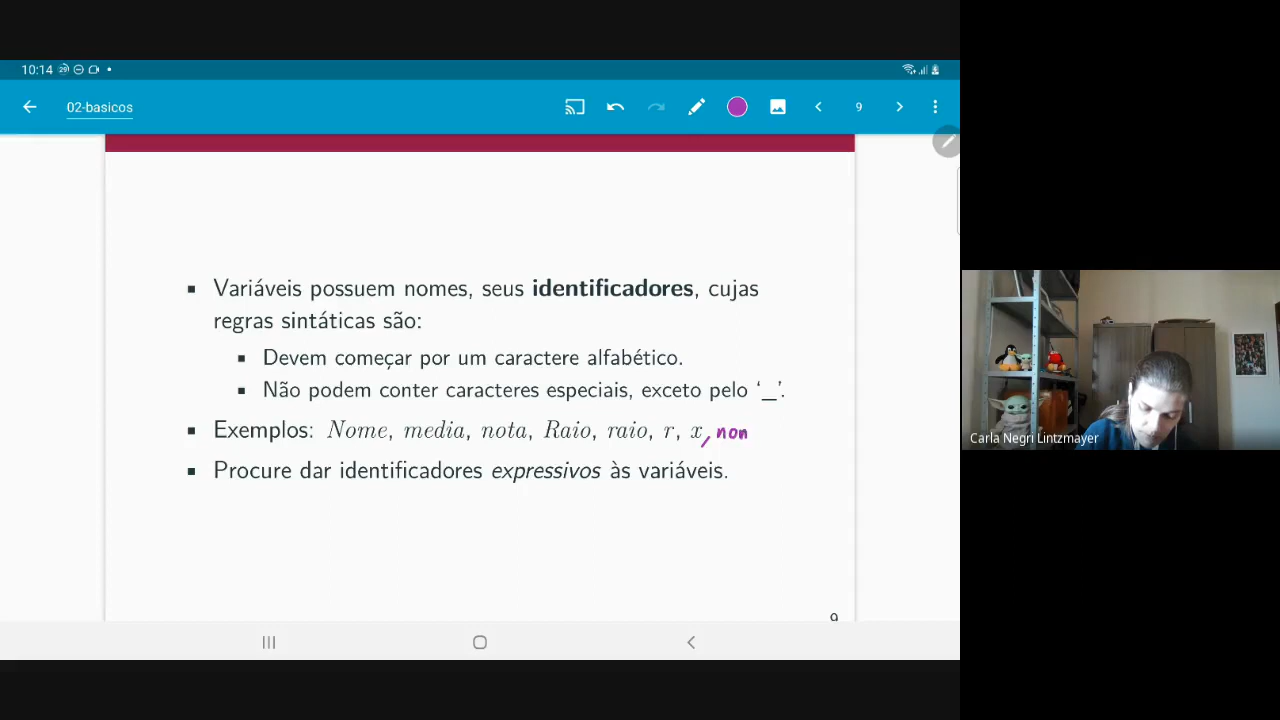 10:14
29
02-basicos
9
Variáveis possuem nomes, seus identificadores, cujas
regras sintáticas são:
Devem começar por um caractere alfabético.
Não podem conter caracteres especiais, exceto pelo ‘_’.
Exemplos: Nome, media, nota, Raio, raio, r, x, nom
Procure dar identificadores expressivos às variáveis.
9
Carla Negri Lintzmayer